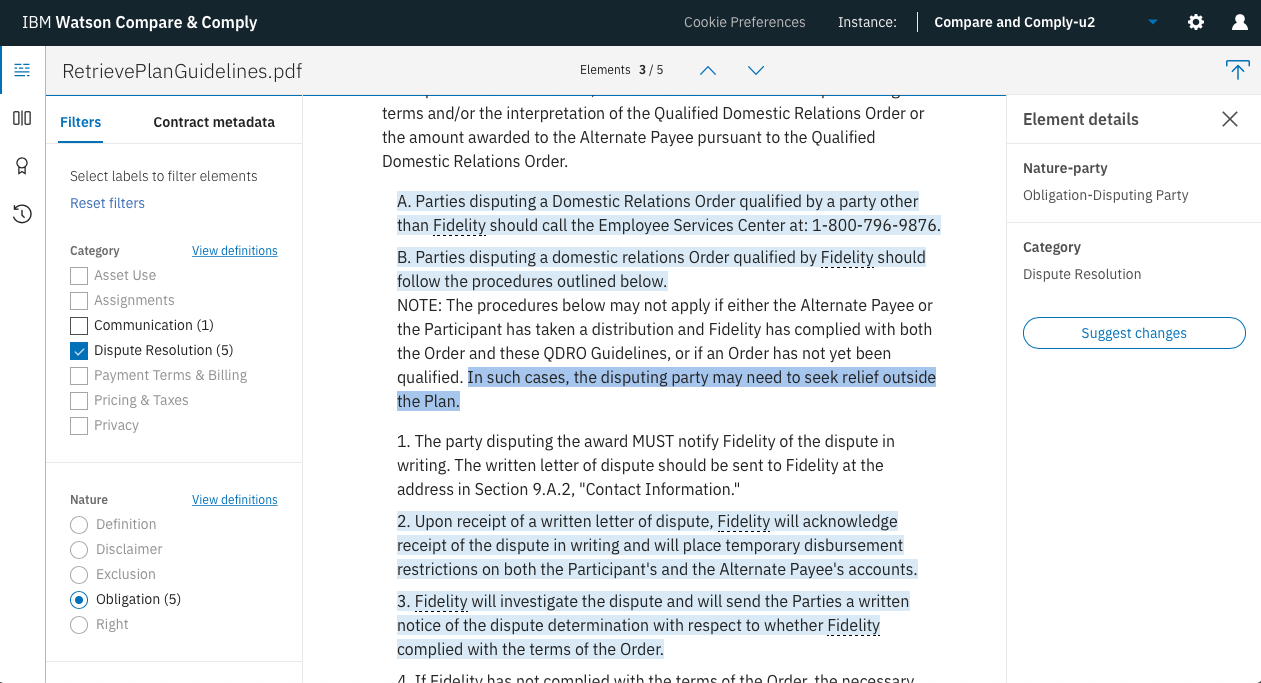 IBM Watson Compare & Comply
Cookie Preferences
Instance:
Compare and Comply-u2
RetrievePlanGuidelines.pdf
Elements 3 / 5
Filters
Contract metadata
Select labels to filter elements
Reset filters
Category
View definitions
Asset Use
Assignments
Communication (1)
Dispute Resolution (5)
Payment Terms & Billing
Pricing & Taxes
Privacy
Nature
View definitions
Definition
Disclaimer
Exclusion
Obligation (5)
Right
terms and/or the interpretation of the Qualified Domestic Relations Order or
the amount awarded to the Alternate Payee pursuant to the Qualified
Domestic Relations Order.
A. Parties disputing a Domestic Relations Order qualified by a party other
than Fidelity should call the Employee Services Center at: 1-800-796-9876.
B. Parties disputing a domestic relations Order qualified by Fidelity should
follow the procedures outlined below.
NOTE: The procedures below may not apply if either the Alternate Payee or
the Participant has taken a distribution and Fidelity has complied with both
the Order and these QDRO Guidelines, or if an Order has not yet been
qualified. In such cases, the disputing party may need to seek relief outside
the Plan.
1. The party disputing the award MUST notify Fidelity of the dispute in
writing. The written letter of dispute should be sent to Fidelity at the
address in Section 9.A.2, "Contact Information."
2. Upon receipt of a written letter of dispute, Fidelity will acknowledge
receipt of the dispute in writing and will place temporary disbursement
restrictions on both the Participant's and the Alternate Payee's accounts.
3. Fidelity will investigate the dispute and will send the Parties a written
notice of the dispute determination with respect to whether Fidelity
complied with the terms of the Order.
4. If Fidelity has not complied with the terms of the Order, the necessary
Element details
Nature-party
Obligation-Disputing Party
Category
Dispute Resolution
Suggest changes